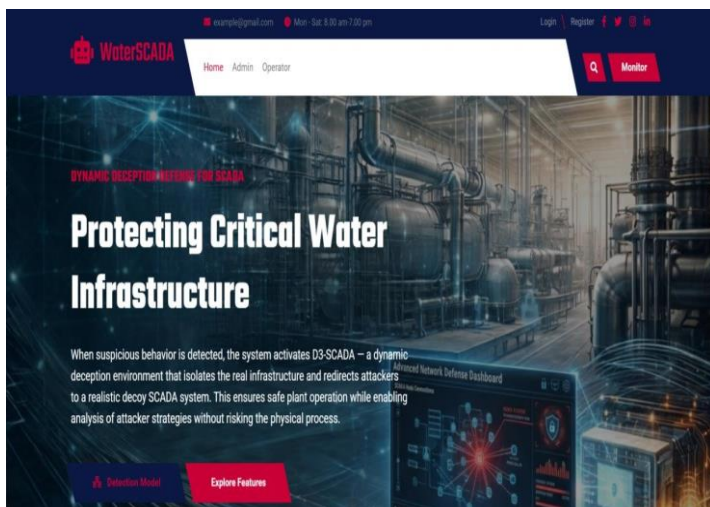 example@gmail.com Mon - Sat: 8.00 am-7.00 pm Login \ Register
WaterSCADA
Home Admin Operator
Monitor
DYNAMIC DECEPTION DEFENSE FOR SCADA
Protecting Critical Water
Infrastructure
When suspicious behavior is detected, the system activates D3-SCADA – a dynamic
deception environment that isolates the real infrastructure and redirects attackers
to a realistic decoy SCADA system. This ensures safe plant operation while enabling
analysis of attacker strategies without risking the physical process.
Advanced Network Defense Dashboard
Detention Model Explore Features